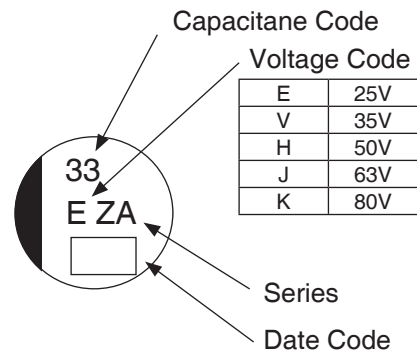 Capacitane Code
Voltage Code
E 25V
V 35V
H 50V
J 63V
K 80V
33
E ZA
Series
Date Code